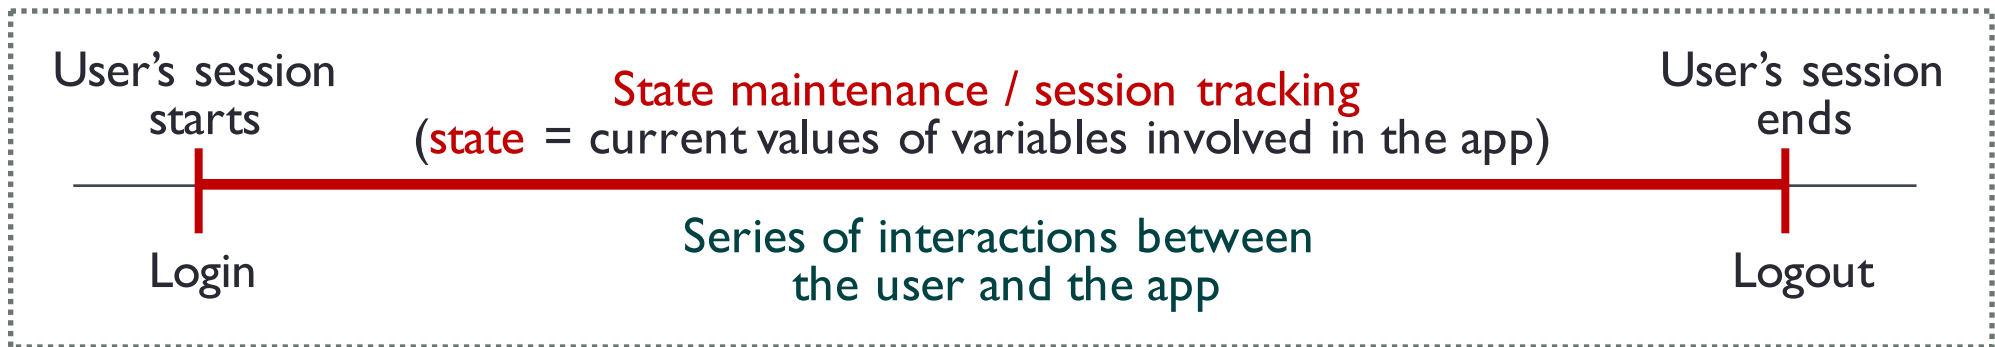 User's session
starts
State maintenance / session tracking
(state = current values of variables involved in the app)
User's session
ends
Login
Series of interactions between
the user and the app
Logout